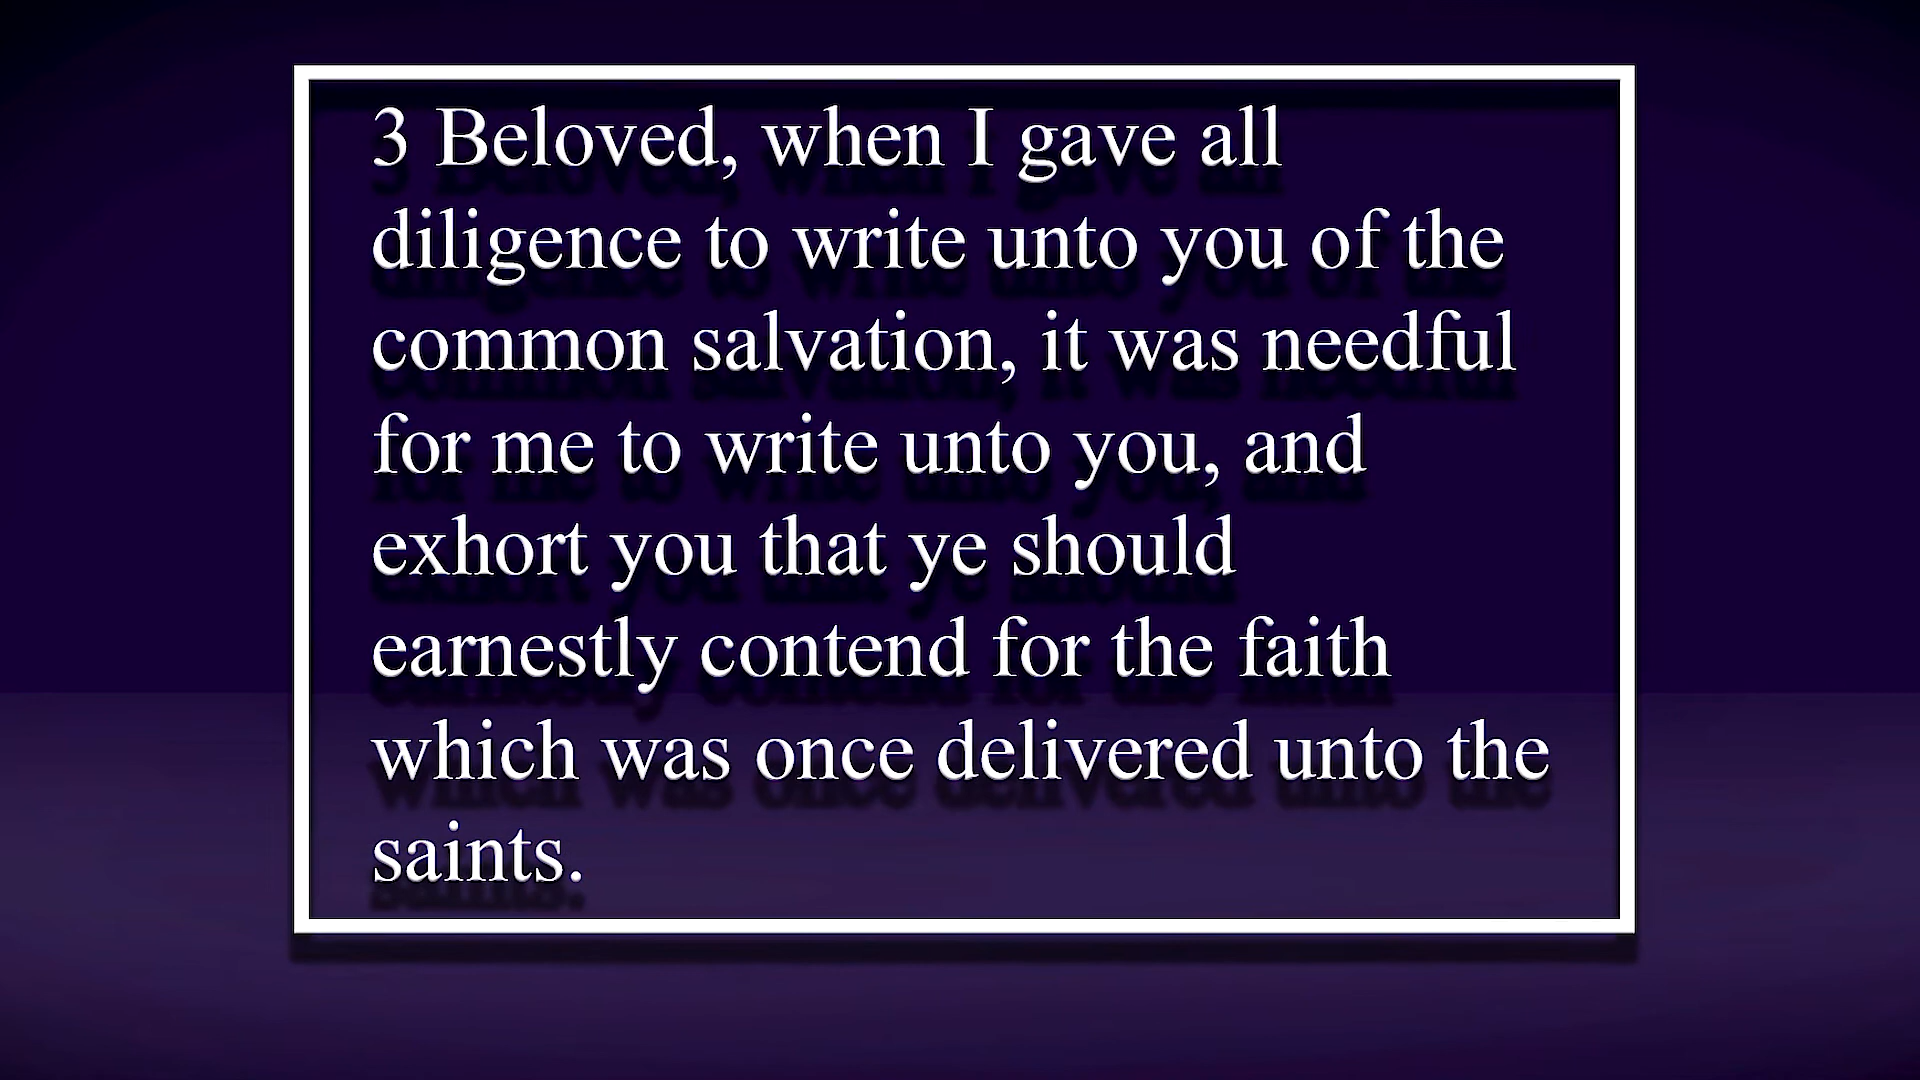 3 Beloved, when I gave all
diligence to write unto you of the
common salvation, it was needful
for me to write unto you, and
exhort you that ye should
earnestly contend for the faith
which was once delivered unto the
saints.